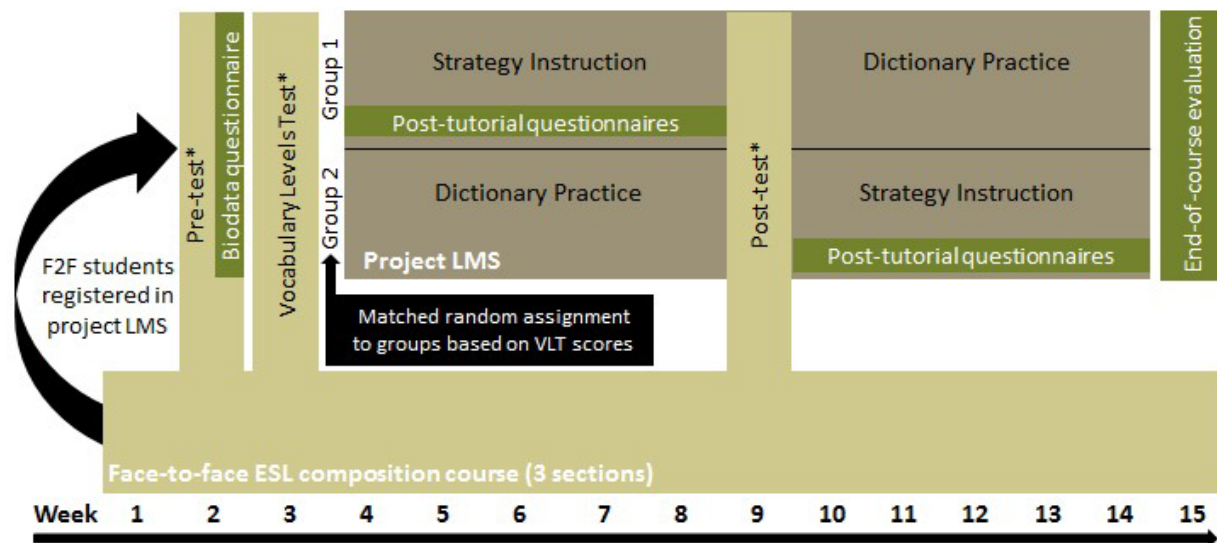 F2F students
registered in
project LMS
Pre-test*
Biodata questionnaire
Vocabulary Levels Test*
Group 1
Strategy Instruction
Post-tutorial questionnaires
Group 2
Dictionary Practice
Project LMS
Matched random assignment
to groups based on VLT scores
Post-test*
Dictionary Practice
Strategy Instruction
Post-tutorial questionnaires
End-of-course evaluation
Face-to-face ESL composition course (3 sections)
Week 1 2 3 4 5 6 7 8 9 10 11 12 13 14 15